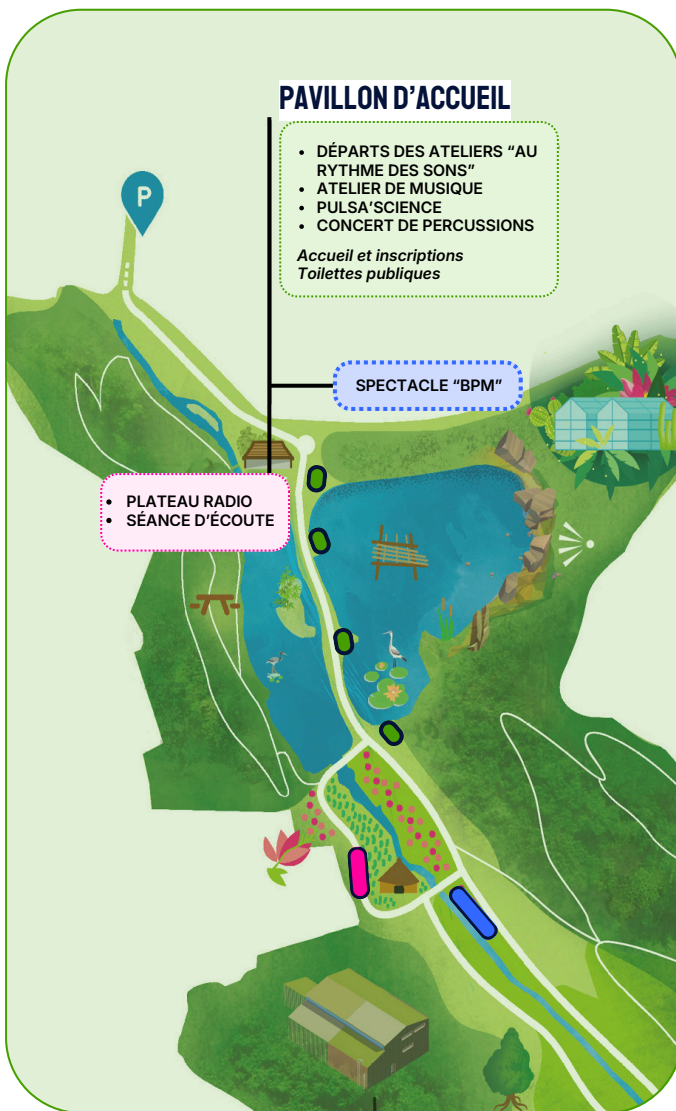 PAVILLON D’ACCUEIL
• DÉPARTS DES ATELIERS “AU
RYTHME DES SONS”
• ATELIER DE MUSIQUE
• PULSA’SCIENCE
• CONCERT DE PERCUSSIONS
Accueil et inscriptions
Toilettes publiques
P
SPECTACLE “BPM”
• PLATEAU RADIO
• SÉANCE D’ÉCOUTE